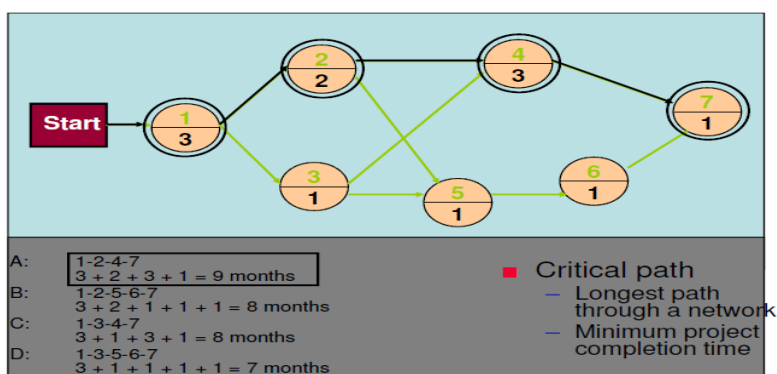 Start
1
3
2
2
4
3
7
1
3
1
5
1
6
1
A: 1-2-4-7
3 + 2 + 3 + 1 = 9 months
B: 1-2-5-6-7
3 + 2 + 1 + 1 + 1 = 8 months
C: 1-3-4-7
3 + 1 + 3 + 1 = 8 months
D: 1-3-5-6-7
3 + 1 + 1 + 1 + 1 = 7 months
Critical path
– Longest path
through a network
– Minimum project
completion time